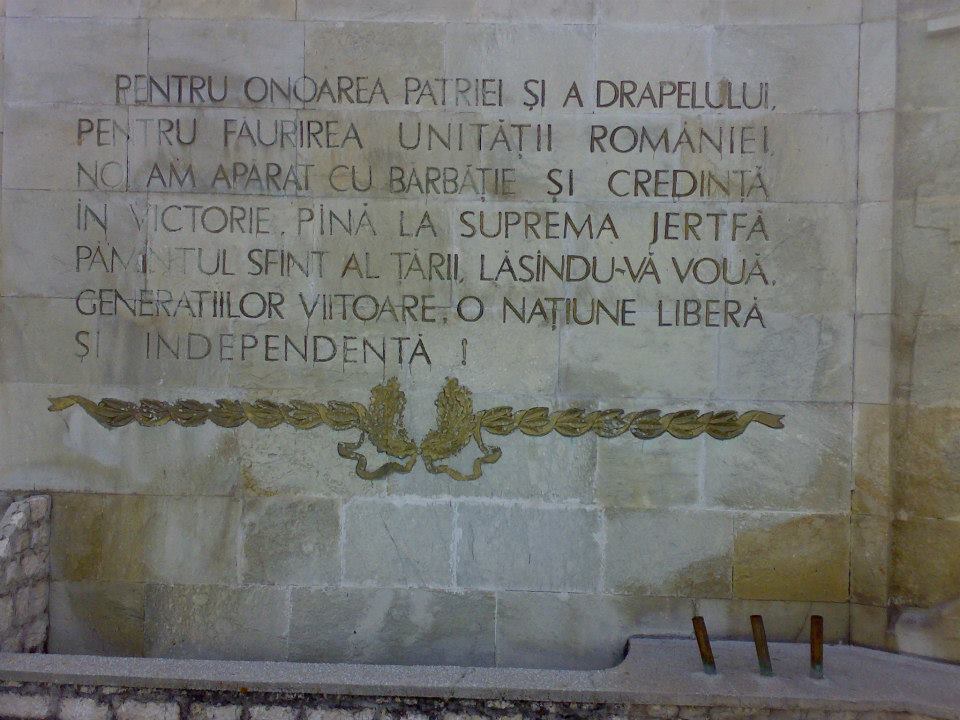 PENTRU ONOAREA PATRIEI ȘI A DRAPELULUI,
PENTRU FĂURIREA UNITĂȚII ROMÂNIEI,
NOI AM APĂRAT CU BĂRBĂȚIE ȘI CREDINȚĂ
ÎN VICTORIE, PÎNĂ LA SUPREMA JERTFĂ
PĂMÎNTUL SFÎNT AL ȚĂRII, LĂSÎNDU-VĂ VOUĂ,
GENERAȚIILOR VIITOARE, O NAȚIUNE LIBERĂ
ȘI INDEPENDENTĂ !